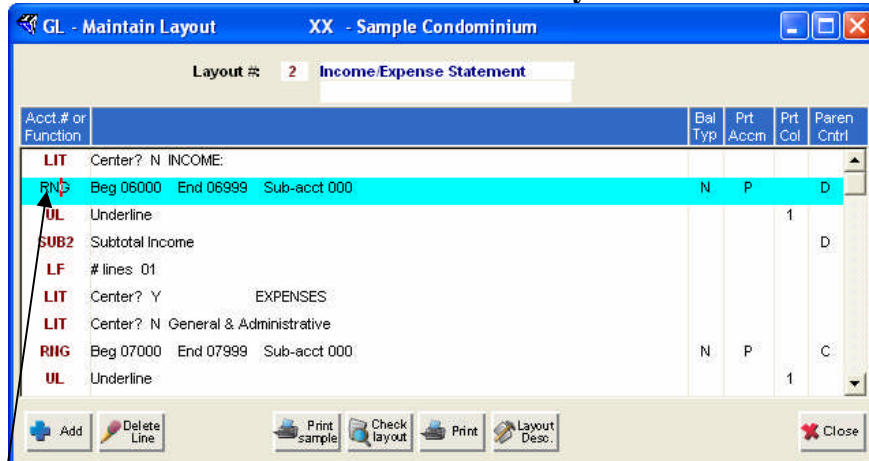 GL - Maintain Layout XX - Sample Condominium
Layout #: 2 Income/Expense Statement
Acct.# or Function Bal Typ Prt Accm Prt Col Paren Cntrl
LIT Center? N INCOME:
RNG Beg 06000 End 06999 Sub-acct 000 N P D
UL Underline 1
SUB2 Subtotal Income D
LF # lines 01
LIT Center? Y EXPENSES
LIT Center? N General & Administrative
RNG Beg 07000 End 07999 Sub-acct 000 N P C
UL Underline 1
Add Delete Line Print sample Check layout Print Layout Desc. Close